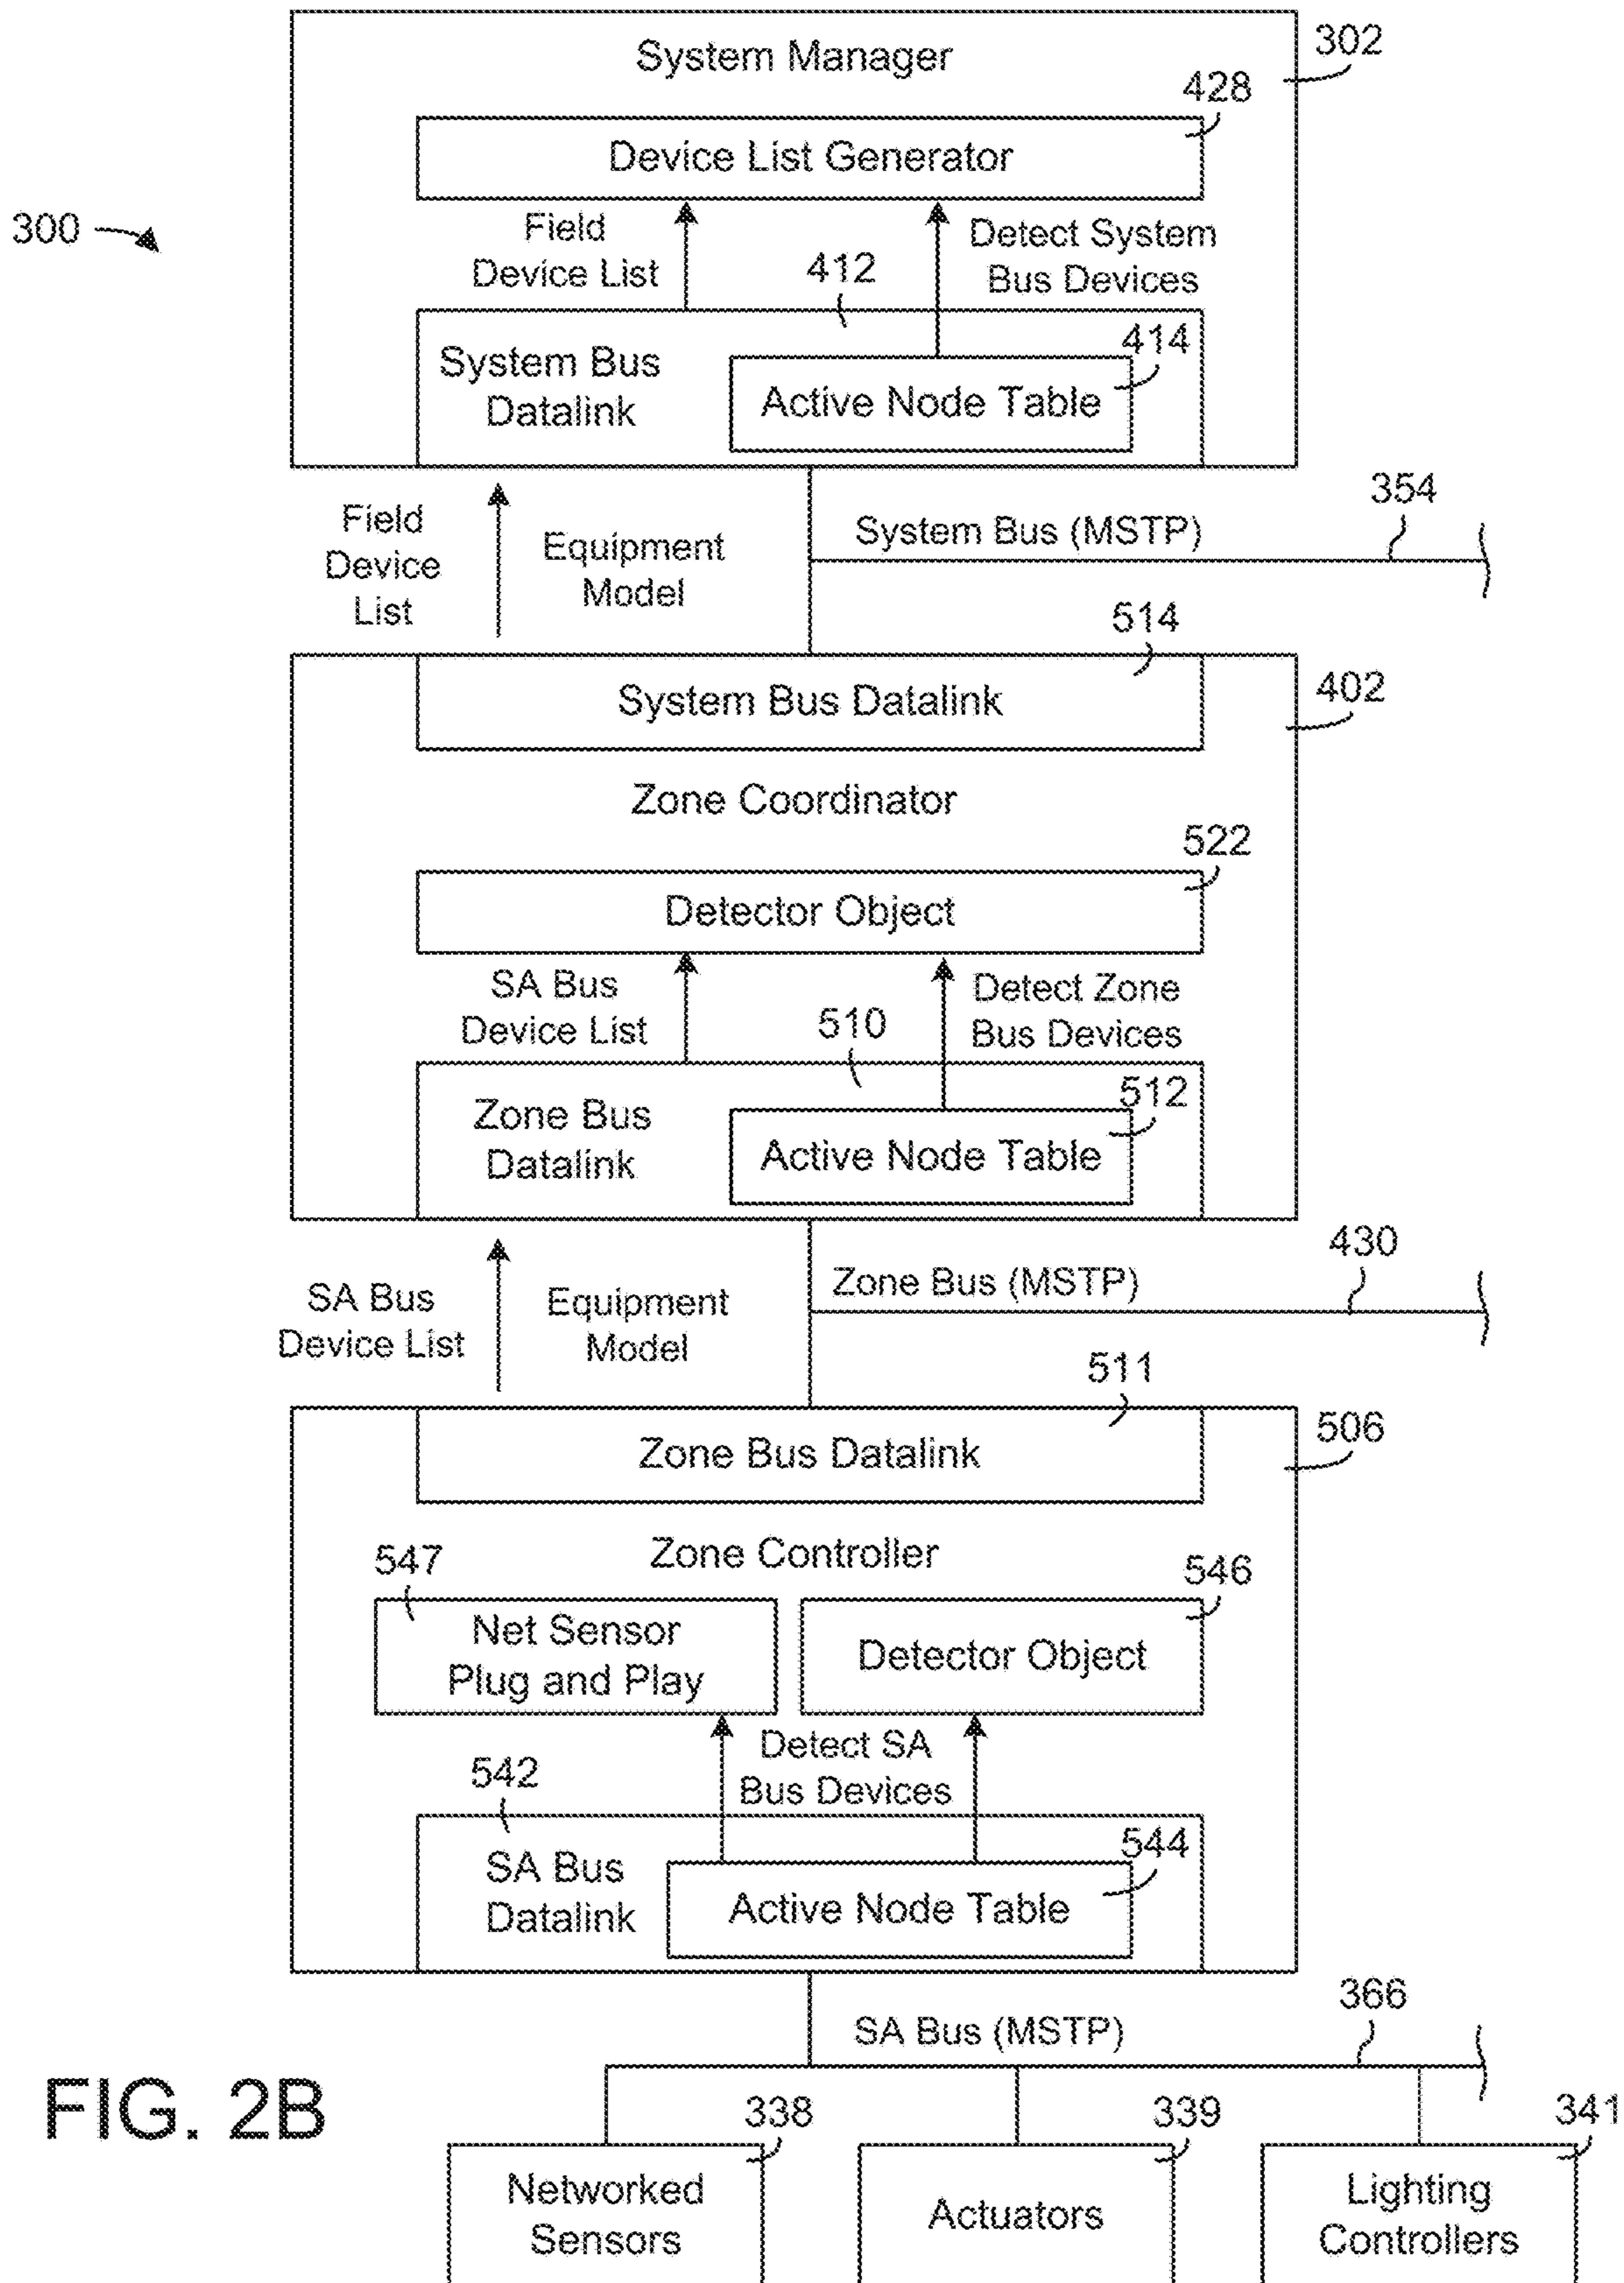 System Manager
302
428
Device List Generator
300
Field
Device List
412
Detect System
Bus Devices
414
System Bus
Datalink
Active Node Table
354
Field
Device
List
Equipment
Model
System Bus (MSTP)
514
System Bus Datalink
402
Zone Coordinator
522
Detector Object
SA Bus
Device List
510
Detect Zone
Bus Devices
512
Zone Bus
Datalink
Active Node Table
430
SA Bus
Device List
Equipment
Model
Zone Bus (MSTP)
511
Zone Bus Datalink
506
Zone Controller
547
546
Net Sensor
Plug and Play
Detector Object
Detect SA
Bus Devices
542
544
SA Bus
Datalink
Active Node Table
366
SA Bus (MSTP)
FIG. 2B
338
339
341
Networked
Sensors
Actuators
Lighting
Controllers